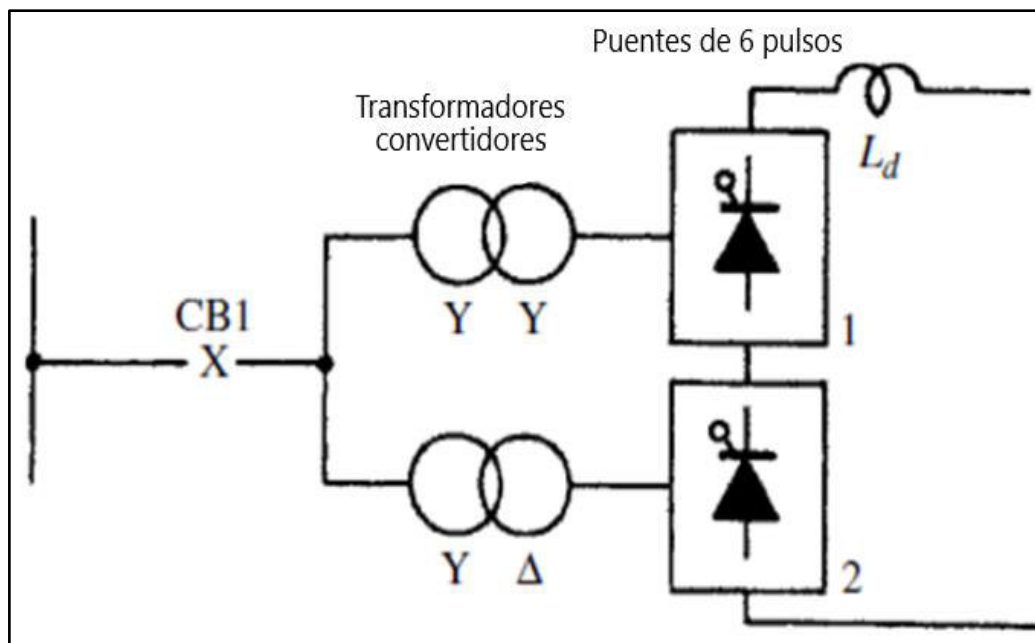 Puentes de 6 pulsos
Transformadores
convertidores
L_d
Y Y
1
CB1
X
Y Δ
2